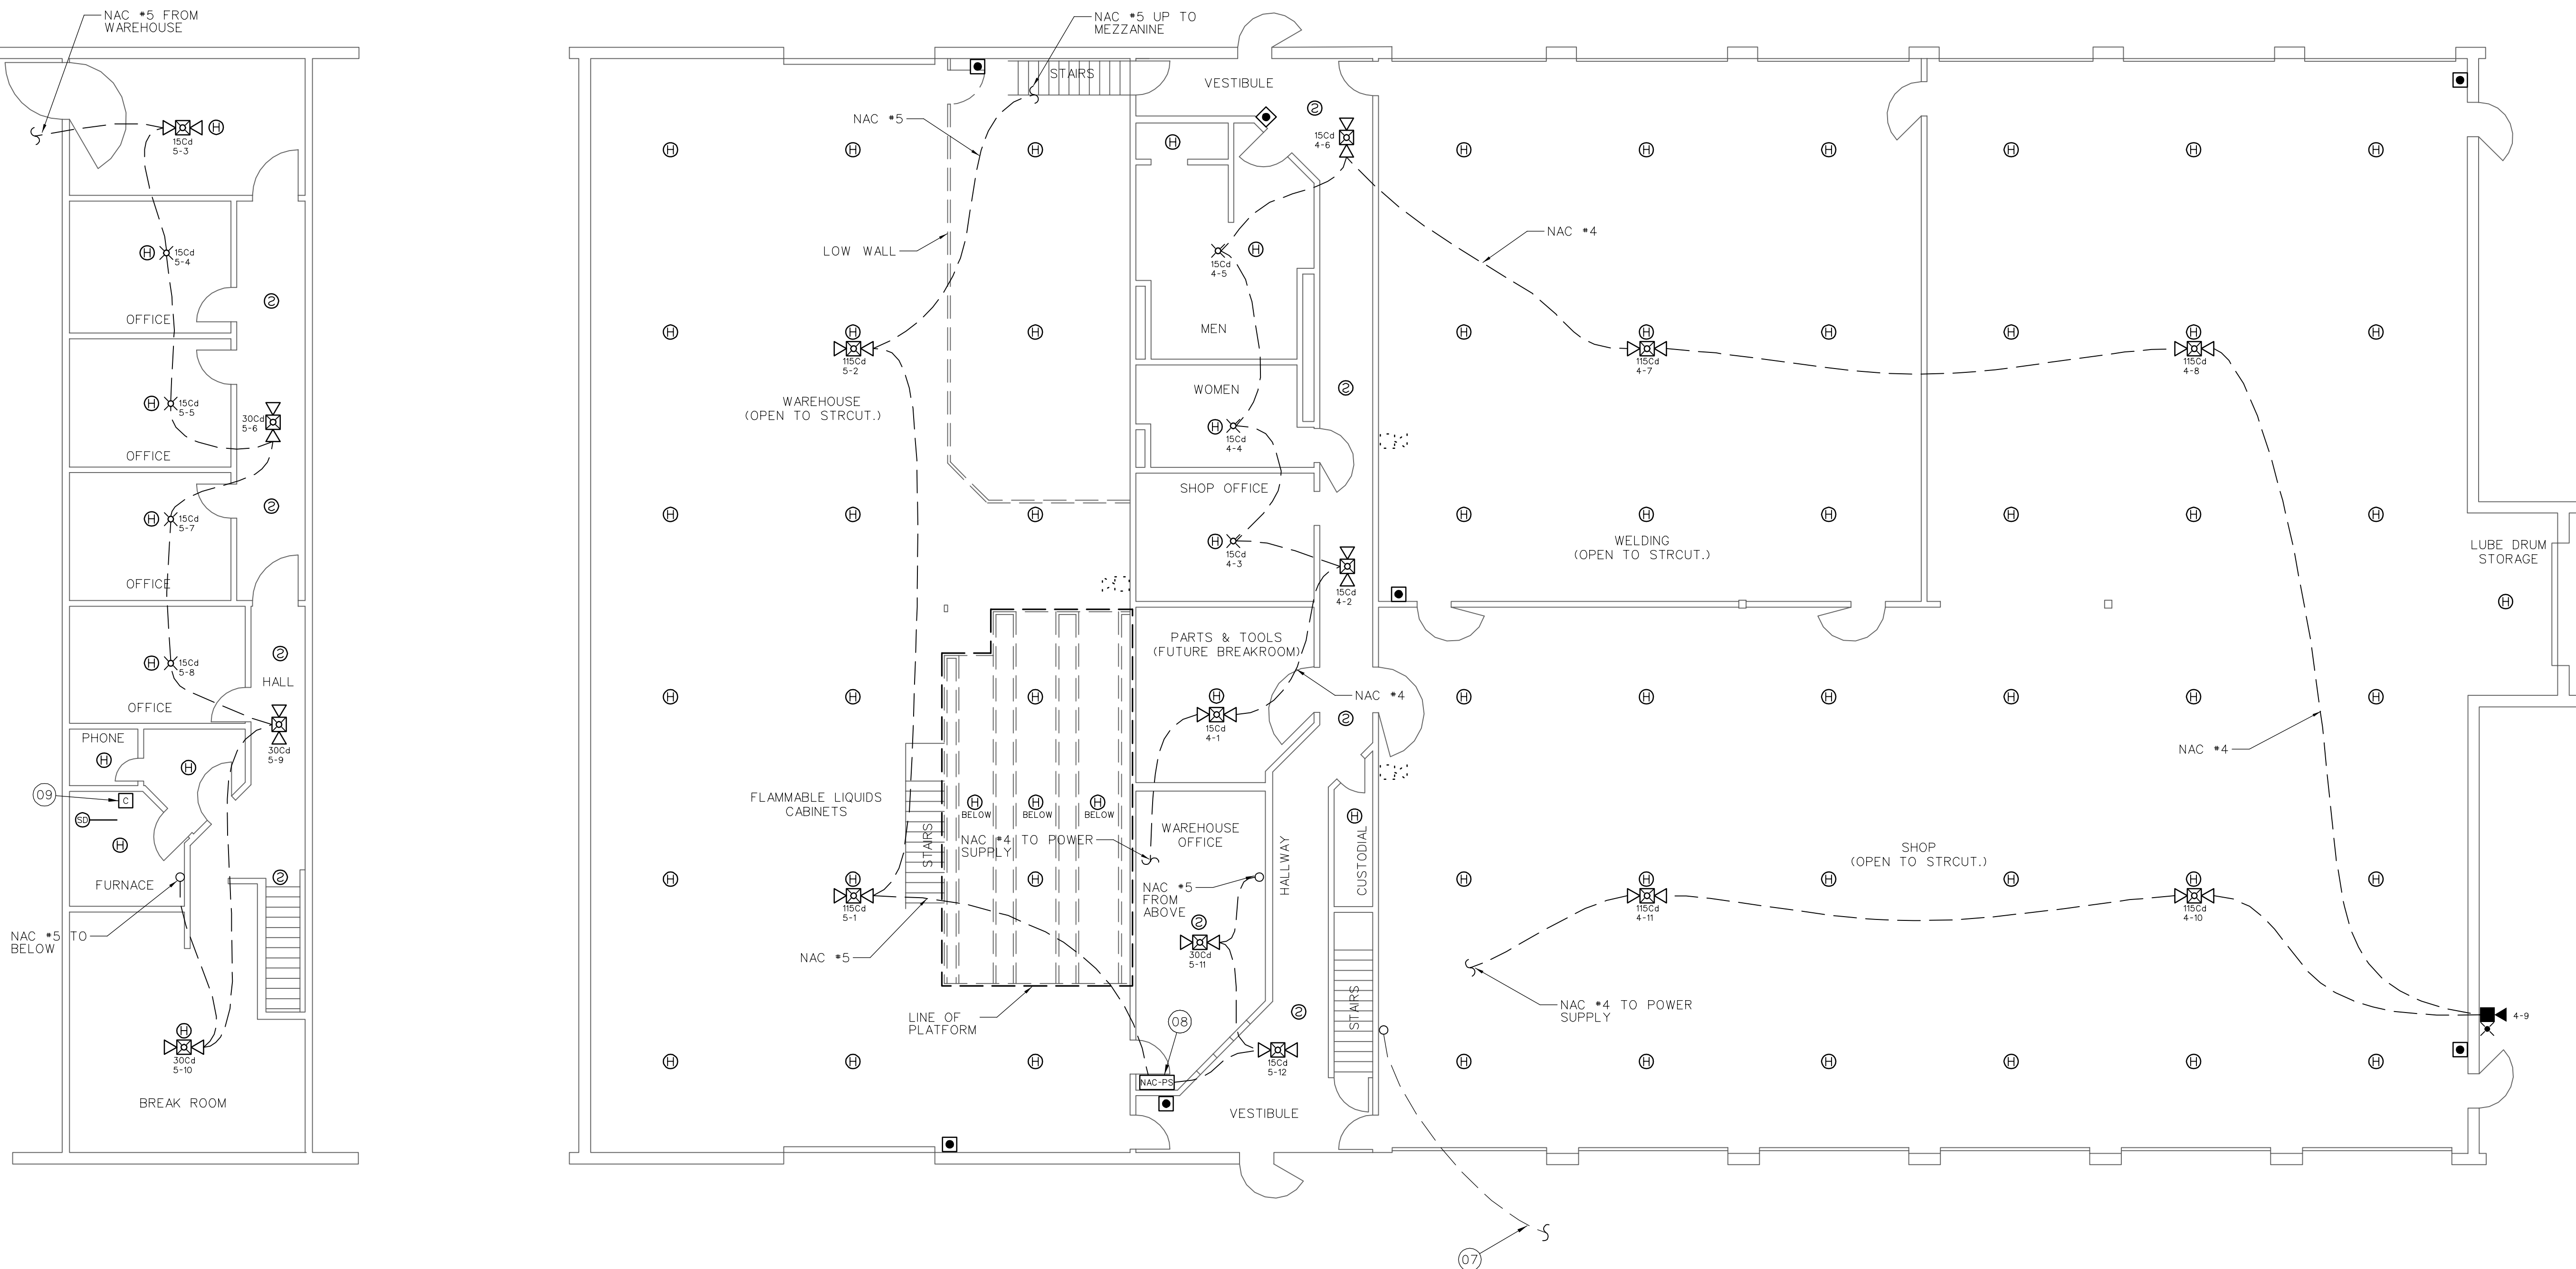 NAC #5 FROM
WAREHOUSE
H
15Cd
5-3
H
15Cd
5-4
OFFICE
S
H
15Cd
5-5
30Cd
5-6
OFFICE
H
15Cd
5-7
S
OFFICE
H
15Cd
5-8
S
HALL
OFFICE
PHONE
H
H
30Cd
5-9
09
C
SD
H
FURNACE
S
NAC #5 TO
BELOW
H
30Cd
5-10
BREAK ROOM
NAC #5 UP TO
MEZZANINE
STAIRS
NAC #5
H
H
H
LOW WALL
H
H
H
115Cd
5-2
WAREHOUSE
(OPEN TO STRCUT.)
H
H
H
H
H
H
FLAMMABLE LIQUIDS
CABINETS
H
H
H
BELOW
BELOW
BELOW
STAIRS
NAC #4 TO POWER
SUPPLY
H
H
H
115Cd
5-1
NAC #5
LINE OF
PLATFORM
H
H
H
VESTIBULE
S
15Cd
4-6
H
H
15Cd
4-5
MEN
WOMEN
S
H
15Cd
4-4
SHOP OFFICE
H
15Cd
4-3
15Cd
4-2
PARTS & TOOLS
(FUTURE BREAKROOM)
NAC #4
H
15Cd
4-1
S
WAREHOUSE
OFFICE
HALLWAY
H
CUSTODIAL
NAC #5
FROM
ABOVE
S
30Cd
5-11
S
STAIRS
08
NAC-PS
15Cd
5-12
VESTIBULE
H
H
H
H
H
H
NAC #4
H
H
H
H
H
H
115Cd
4-7
115Cd
4-8
H
H
H
H
H
H
WELDING
(OPEN TO STRCUT.)
LUBE DRUM
STORAGE
H
H
H
H
H
H
H
NAC #4
SHOP
(OPEN TO STRCUT.)
H
H
H
H
H
H
115Cd
4-11
115Cd
4-10
NAC #4 TO POWER
SUPPLY
4-9
H
H
H
H
H
H
07